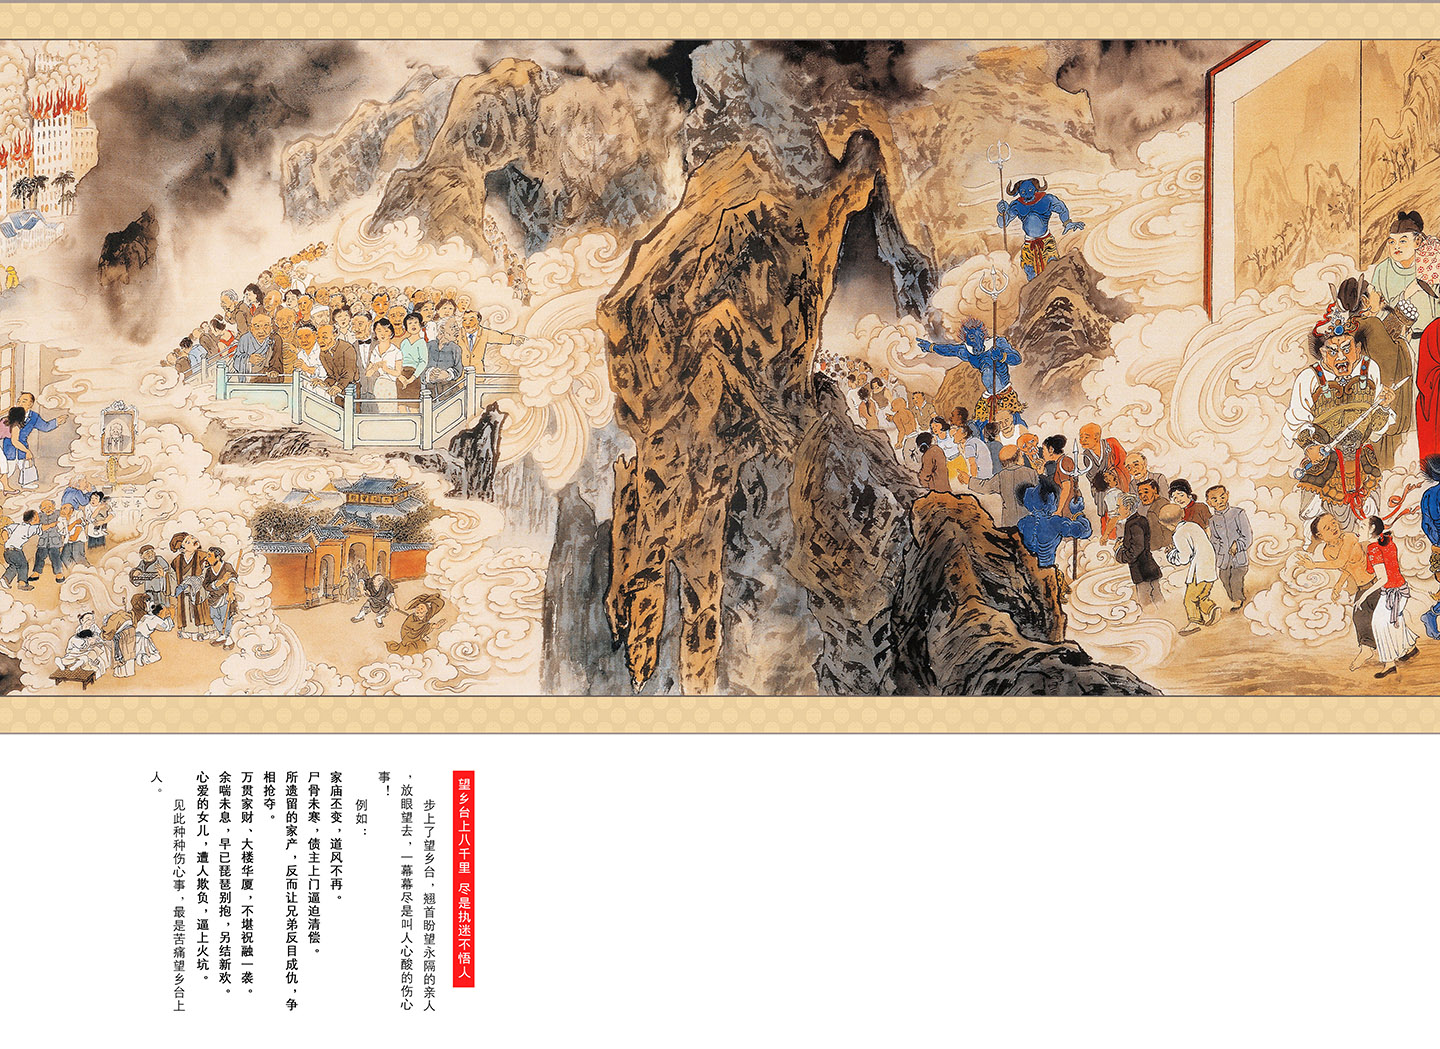 望乡台上八千里 尽是执迷不悟人
步上了望乡台，翘首盼望永隔的亲人
，放眼望去，一幕幕尽是叫人心酸的伤心
事！
例如：
家庙丕变，道风不再。
尸骨未寒，债主上门逼迫清偿。
所遗留的家产，反而让兄弟反目成仇，争
相抢夺。
万贯家财、大楼华厦，不堪祝融一袭。
余喘未息，早已琵琶别抱，另结新欢。
心爱的女儿，遭人欺负，逼上火坑。
见此种种伤心事，最是苦痛望乡台上
人。